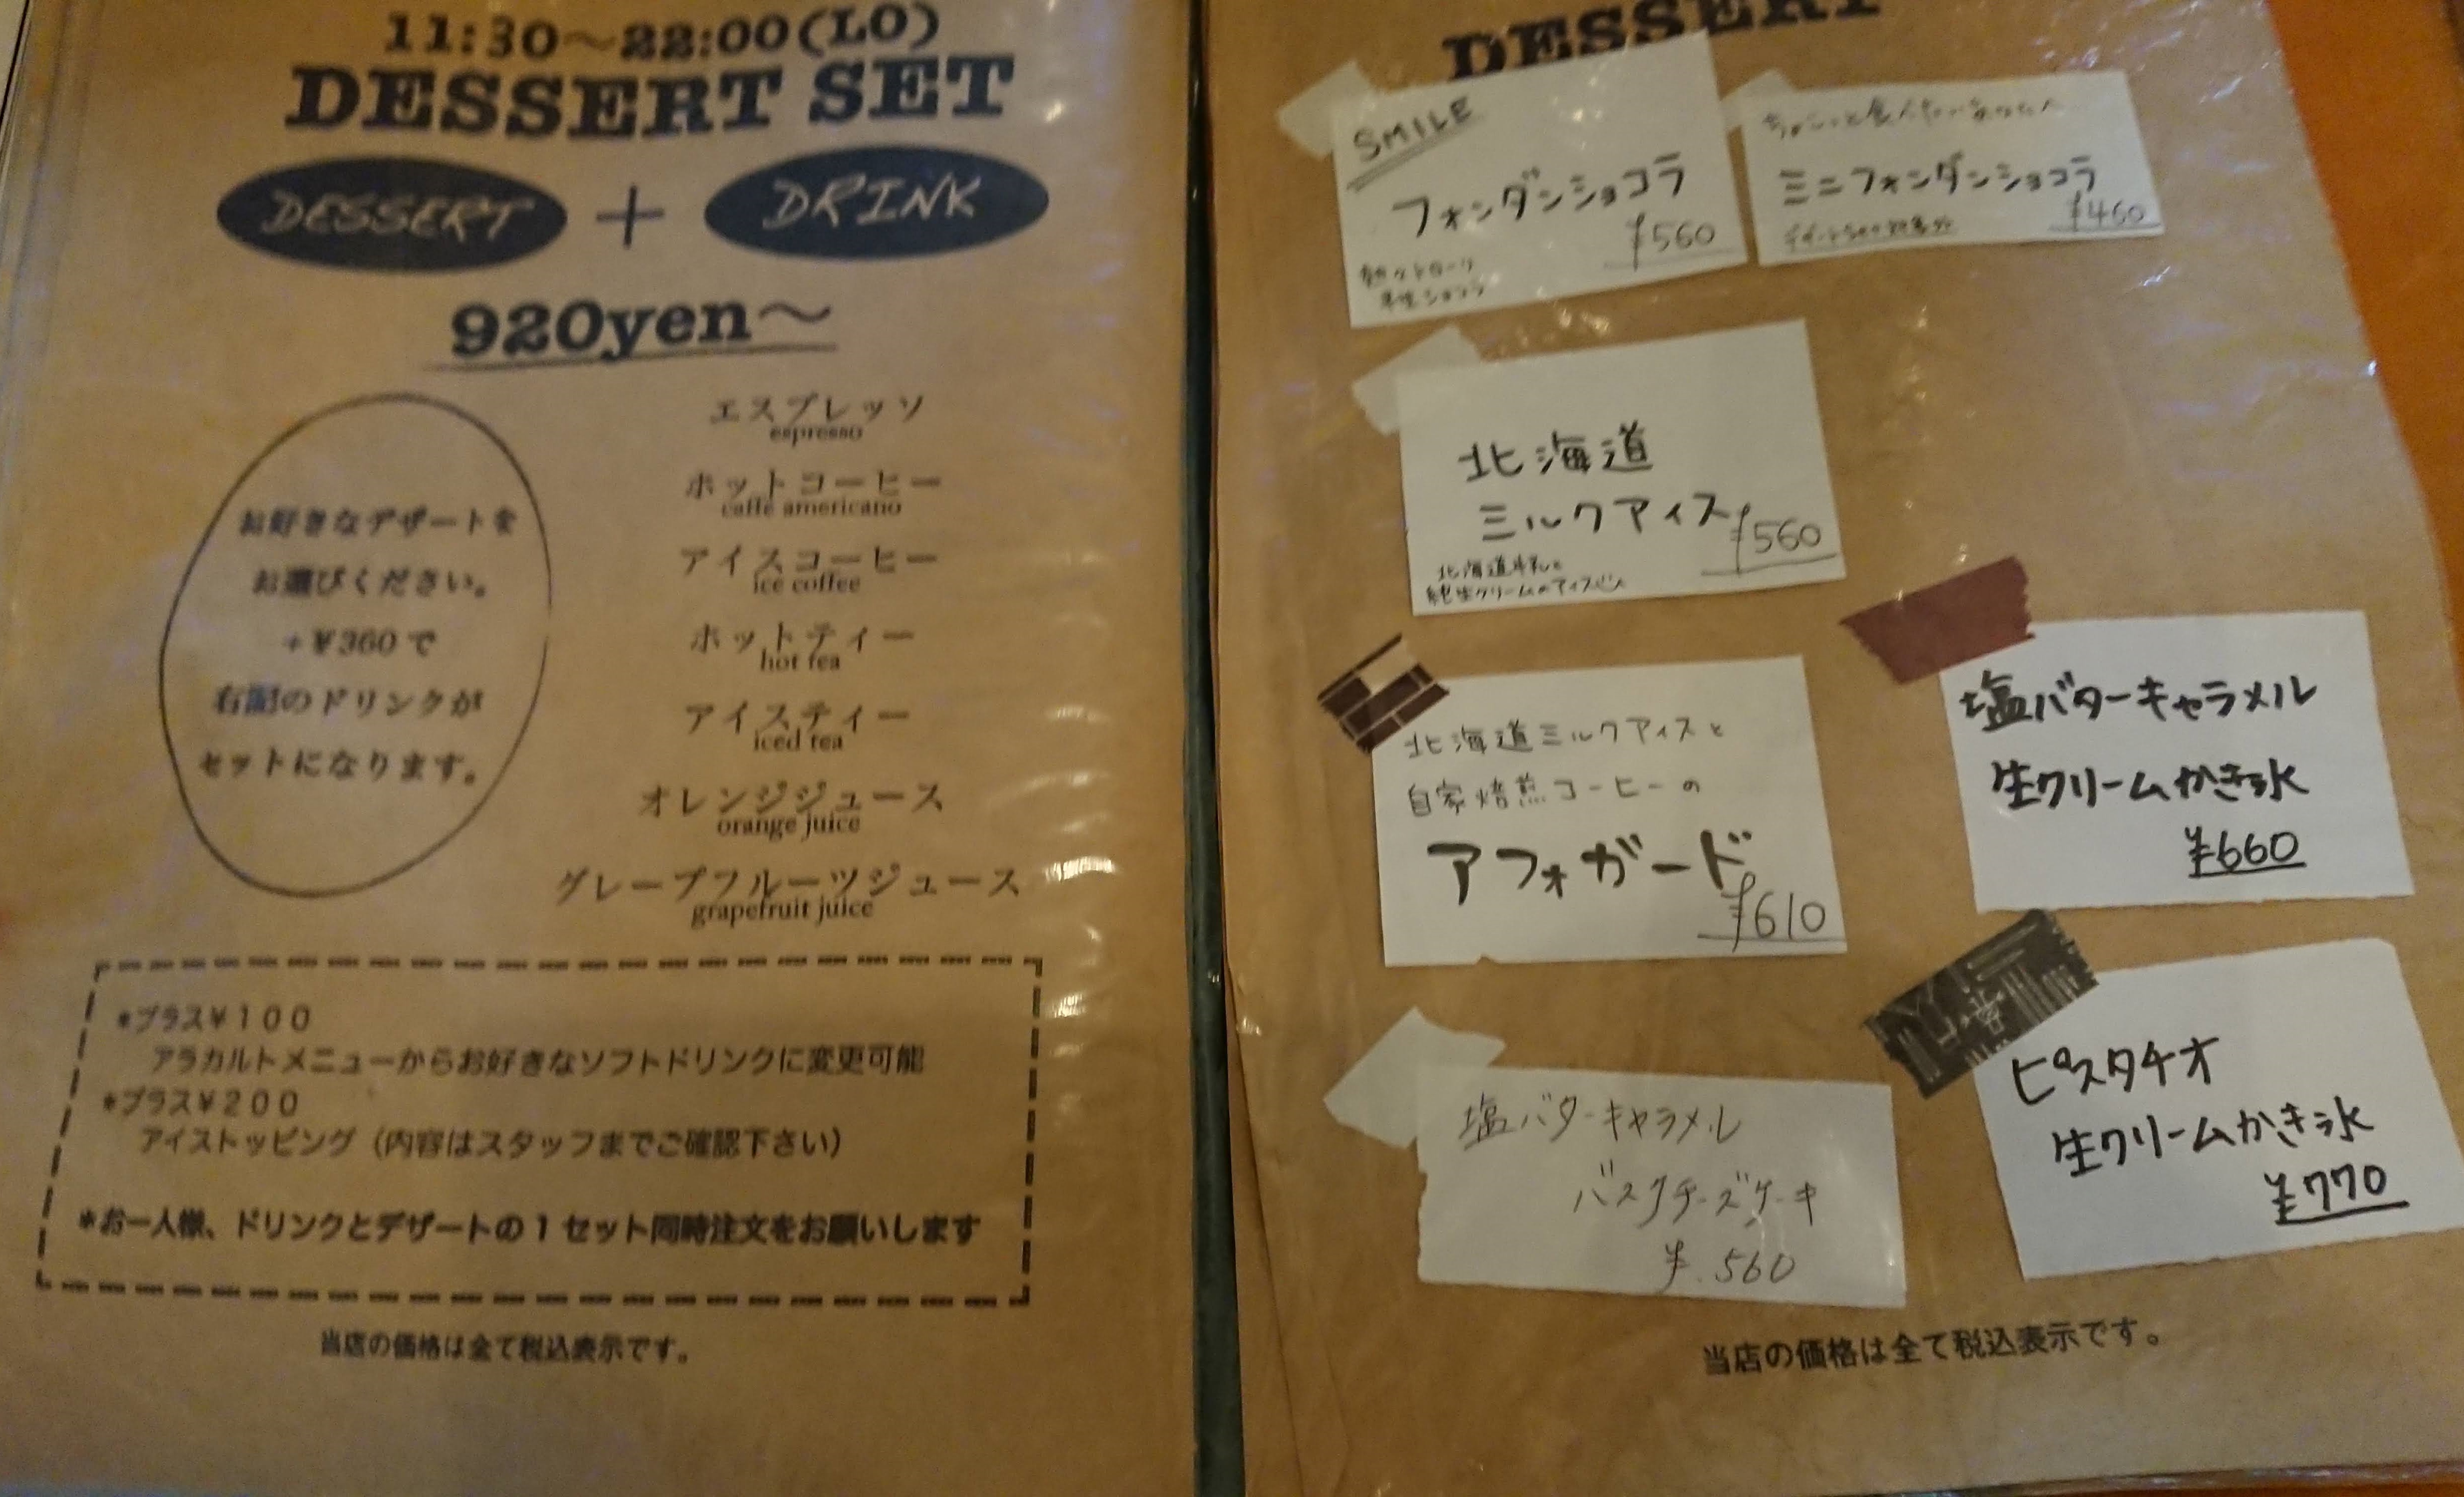 11:30～22:00(LO)
DESSERT SET
DESSERT + DRINK
920yen～
お好きなデザートを
お選びください。
+¥360で
右記のドリンクが
セットになります。
エスプレッソ
espresso
ホットコーヒー
caffe americano
アイスコーヒー
ice coffee
ホットティー
hot tea
アイスティー
iced tea
オレンジジュース
orange juice
グレープフルーツジュース
grapefruit juice
*プラス¥100
アラカルトメニューからお好きなソフトドリンクに変更可能
*プラス¥200
アイストッピング（内容はスタッフまでご確認下さい）
*お一人様、ドリンクとデザートの1セット同時注文をお願いします
当店の価格は全て税込表示です。
DESSERT
SMILE
フォンダンショコラ
¥560
ミニフォンダンショコラ
¥460
北海道
ミルクアイス
¥560
北海道牛乳と
純生クリームのアイス
北海道ミルクアイスと
自家焙煎コーヒーの
アフォガード
¥610
塩バターキャラメル
生クリームかき氷
¥660
塩バターキャラメル
バスクチーズケーキ
¥560
ピスタチオ
生クリームかき氷
¥770
当店の価格は全て税込表示です。